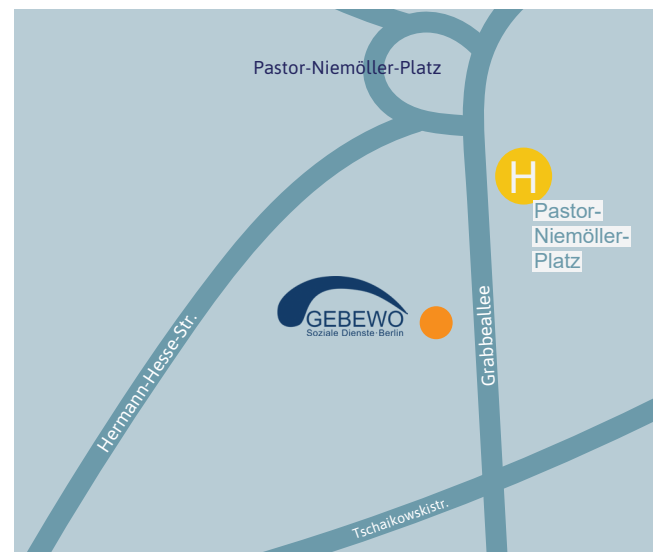 Pastor-Niemöller-Platz
H
Pastor-
Niemöller-
Platz
GEBEWO
Soziale Dienste·Berlin
Grabbeallee
Hermann-Hesse-Str.
Tschaikowskistr.